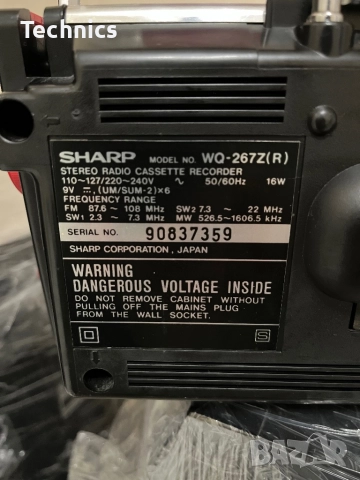 Technics
SHARP MODEL NO. WQ-267Z(R)
STEREO RADIO CASSETTE RECORDER
110~127/220~240V ∿ 50/60Hz 16W
9V ⎓, (UM/SUM-2)×6
FREQUENCY RANGE
FM 87.6~ 108 MHz SW2 7.3~ 22 MHz
SW1 2.3~ 7.3 MHz MW 526.5~1606.5 kHz
SERIAL NO. 90837359
SHARP CORPORATION, JAPAN
WARNING
DANGEROUS VOLTAGE INSIDE
DO NOT REMOVE CABINET WITHOUT
PULLING OFF THE MAINS PLUG
FROM THE WALL SOCKET.
S
BAZAR